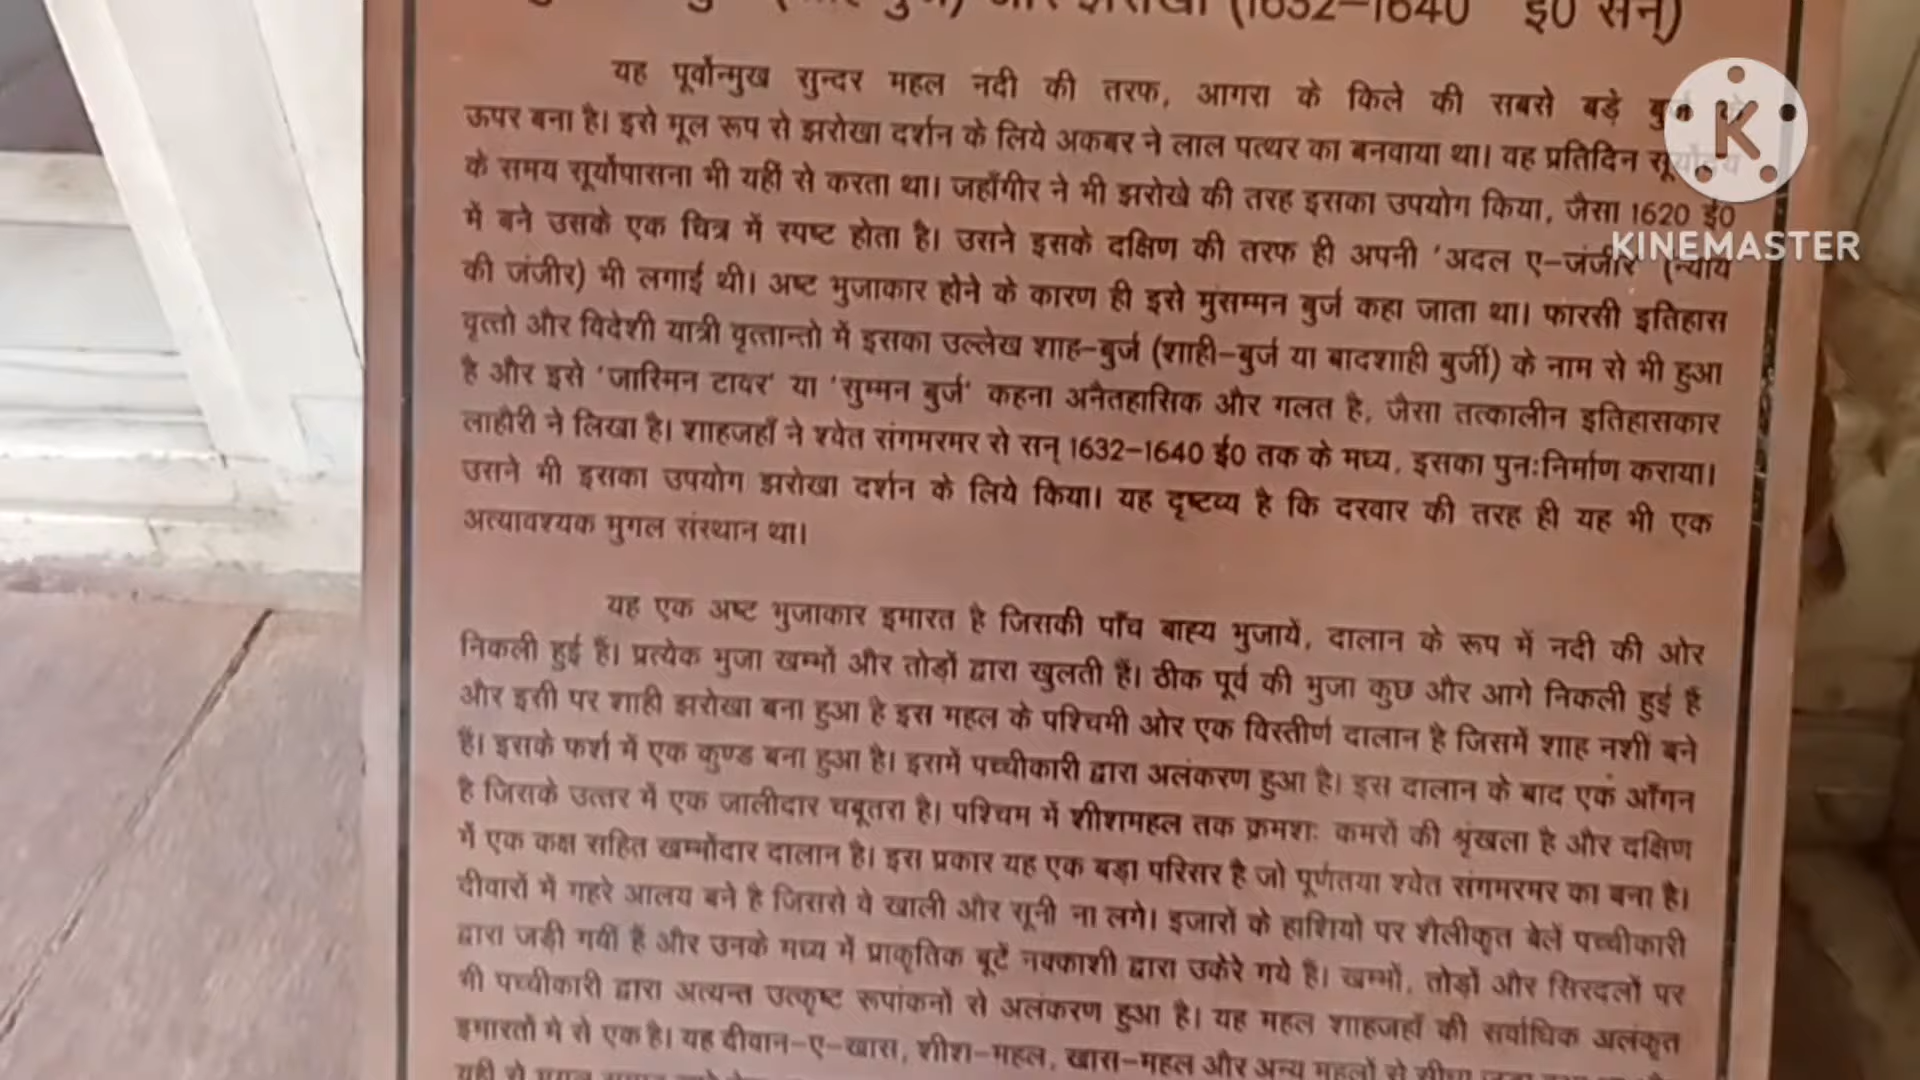 (1632–1640 ई0 सन्)
यह पूर्वोन्मुख सुन्दर महल नदी की तरफ, आगरा के किले की सबसे बड़े
ऊपर बना है। इसे मूल रूप से झरोखा दर्शन के लिये अकबर ने लाल पत्थर का बनवाया था। वह प्रतिदिन
के समय सूर्योपासना भी यहीं से करता था। जहाँगीर ने भी झरोखे की तरह इसका उपयोग किया, जैसा 1620 ई0
में बने उसके एक चित्र में स्पष्ट होता है। उसने इसके दक्षिण की तरफ ही अपनी 'अदल ए–जंजीर' (न्याय
की जंजीर) भी लगाई थी। अष्ट भुजाकार होने के कारण ही इसे मुसम्मन बुर्ज कहा जाता था। फारसी इतिहास
वृत्तो और विदेशी यात्री वृत्तान्तो में इसका उल्लेख शाह–बुर्ज (शाही–बुर्ज या बादशाही बुर्जी) के नाम से भी हुआ
है और इसे 'जास्मिन टावर' या 'सुम्मन बुर्ज' कहना अनैतहासिक और गलत है, जैसा तत्कालीन इतिहासकार
लाहौरी ने लिखा है। शाहजहाँ ने श्वेत संगमरमर से सन् 1632–1640 ई0 तक के मध्य, इसका पुनःनिर्माण कराया।
उसने भी इसका उपयोग झरोखा दर्शन के लिये किया। यह दृष्टव्य है कि दरवार की तरह ही यह भी एक
अत्यावश्यक मुगल संस्थान था।
यह एक अष्ट भुजाकार इमारत है जिसकी पाँच बाह्य भुजायें, दालान के रूप में नदी की ओर
निकली हुई हैं। प्रत्येक भुजा खम्भों और तोड़ों द्वारा खुलती हैं। ठीक पूर्व की भुजा कुछ और आगे निकली हुई हैं
और इसी पर शाही झरोखा बना हुआ है इस महल के पश्चिमी ओर एक विस्तीर्ण दालान है जिसमें शाह नशीं बने
हैं। इसके फर्श में एक कुण्ड बना हुआ है। इसमें पच्चीकारी द्वारा अलंकरण हुआ है। इस दालान के बाद एक आँगन
है जिसके उत्तर में एक जालीदार चबूतरा है। पश्चिम में शीशमहल तक क्रमशः कमरों की श्रृंखला है और दक्षिण
में एक कक्ष सहित खम्भोंदार दालान है। इस प्रकार यह एक बड़ा परिसर है जो पूर्णतया श्वेत संगमरमर का बना है।
दीवारों में गहरे आलय बने है जिससे वे खाली और सूनी ना लगे। इजारों के हाशियो पर शैलीकृत बेलें पच्चीकारी
द्वारा जड़ी गयीं हैं और उनके मध्य में प्राकृतिक बूटें नक्काशी द्वारा उकेरे गये हैं। खम्भों, तोड़ों और सिरदलों पर
भी पच्चीकारी द्वारा अत्यन्त उत्कृष्ट रूपांकनों से अलंकरण हुआ है। यह महल शाहजहाँ की सर्वाधिक अलंकृत
इमारतों मे से एक है। यह दीवान–ए–खास, शीश–महल, खास–महल और अन्य महलों से
K
KINEMASTER